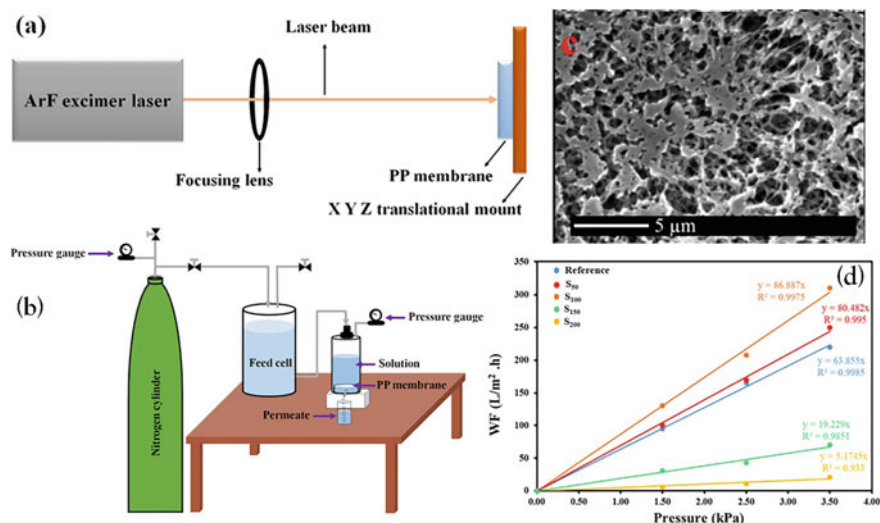 (a)
Laser beam
ArF excimer laser
Focusing lens
PP membrane
X Y Z translational mount
c
5 µm
(b)
Pressure gauge
Nitrogen cylinder
Feed cell
Pressure gauge
Solution
PP membrane
Permeate
(d)
350
300
250
200
150
100
50
0
WF (L/m² .h)
0.00
0.50
1.00
1.50
2.00
2.50
3.00
3.50
4.00
Pressure (kPa)
Reference
S₅₀
S₁₀₀
S₁₅₀
S₂₀₀
y = 86.887x
R² = 0.9975
y = 80.482x
R² = 0.995
y = 63.855x
R² = 0.9985
y = 19.229x
R² = 0.9851
y = 5.1745x
R² = 0.933